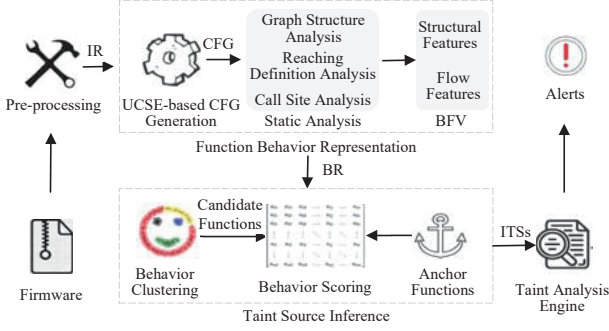 IR
CFG
Graph Structure
Analysis
Reaching
Definition Analysis
Call Site Analysis
Static Analysis
Structural
Features
Flow
Features
BFV
Pre-processing
UCSE-based CFG
Generation
Alerts
Function Behavior Representation
BR
Candidate
Functions
ITSs
Firmware
Behavior
Clustering
Behavior Scoring
Anchor
Functions
Taint Analysis
Engine
Taint Source Inference